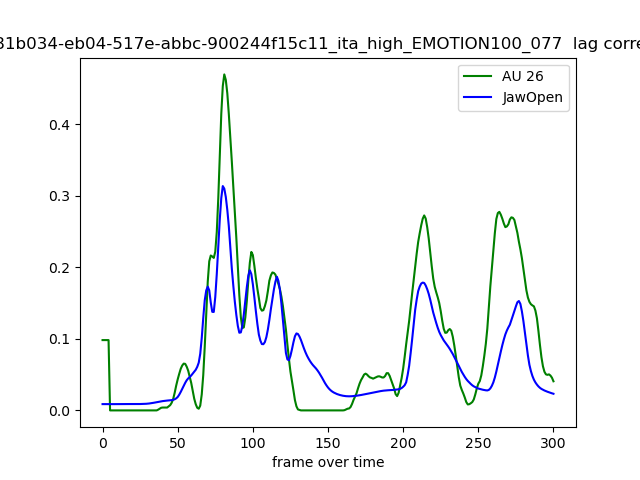 31b034-eb04-517e-abbc-900244f15c11_ita_high_EMOTION100_077 lag corre
AU 26
JawOpen
0.4
0.3
0.2
0.1
0.0
0 50 100 150 200 250 300
frame over time